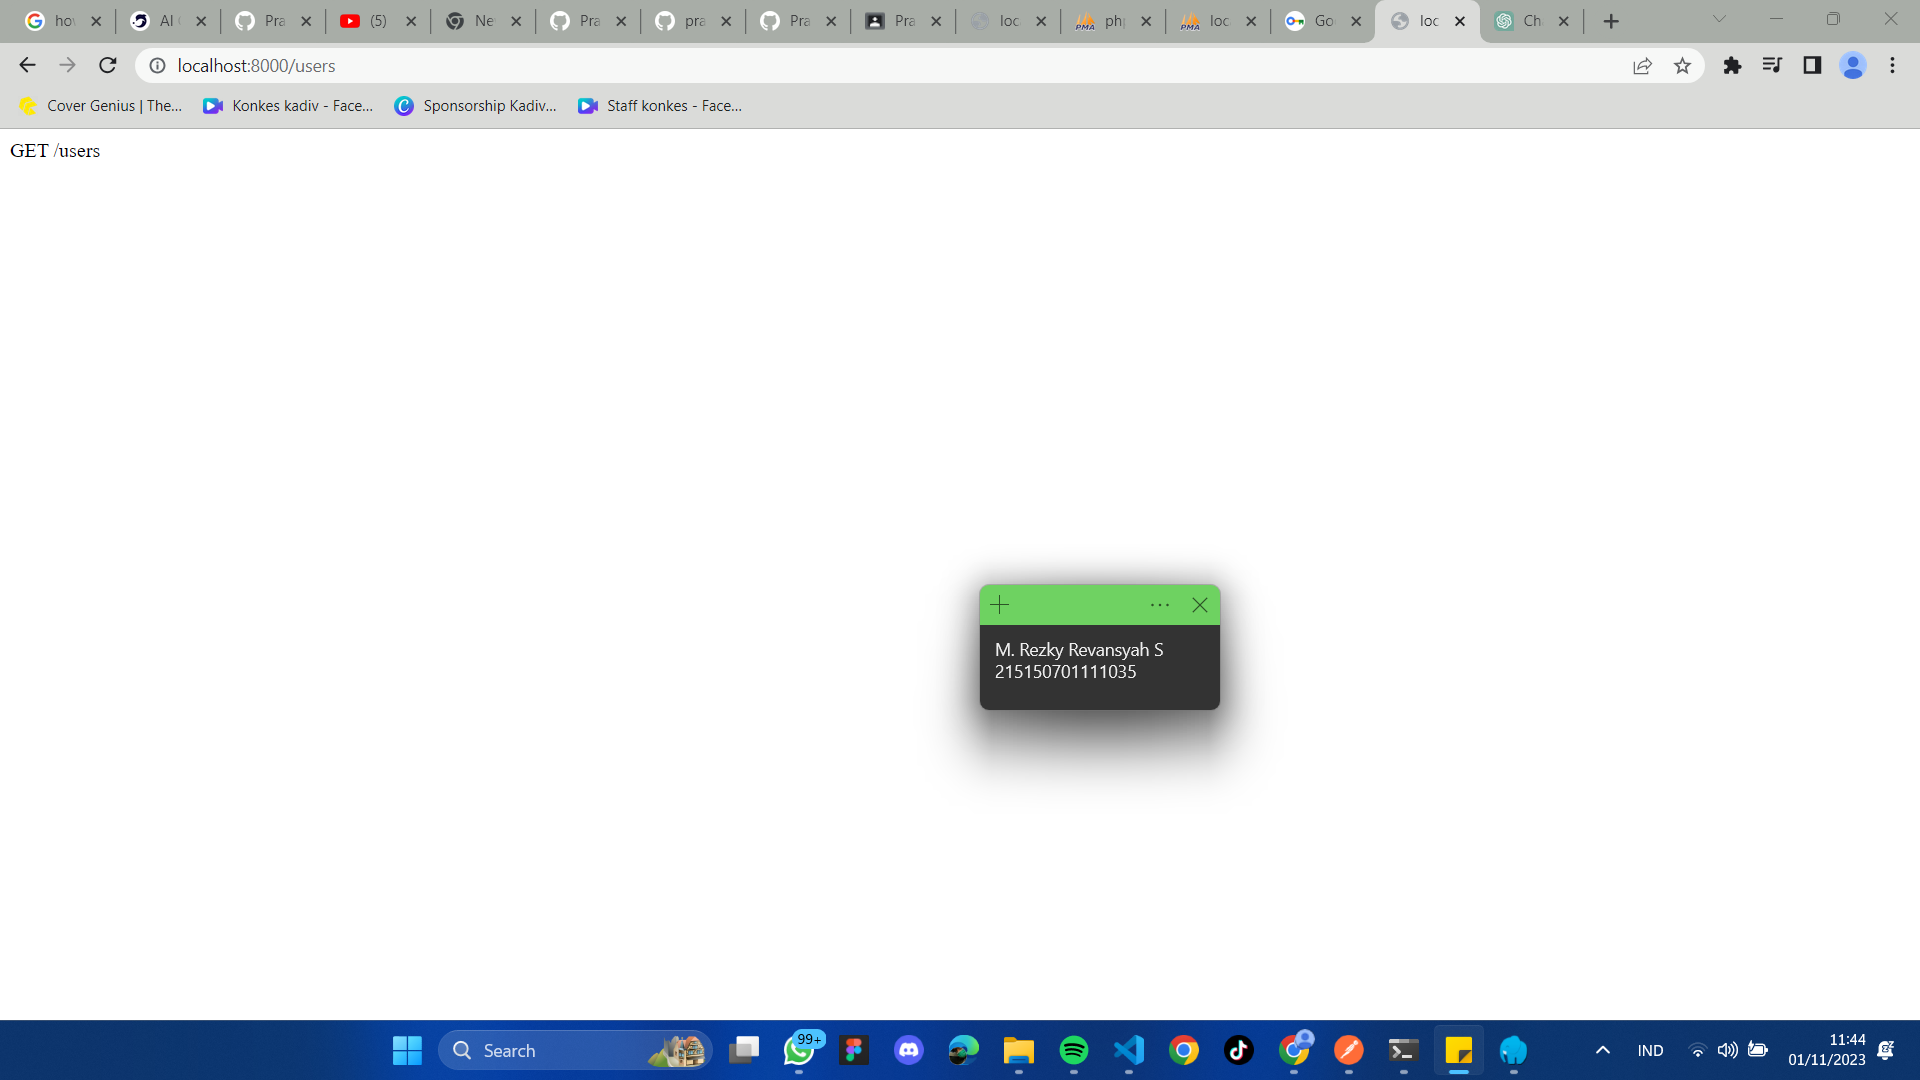 hov
AI
Pra
(5)
Ne
Pra
pra
Pra
Pra
loc
php
loc
Go
loc
Ch
localhost:8000/users
Cover Genius | The...
Konkes kadiv - Face...
Sponsorship Kadiv...
Staff konkes - Face...
GET /users
M. Rezky Revansyah S
215150701111035
Search
99+
IND
11:44
01/11/2023